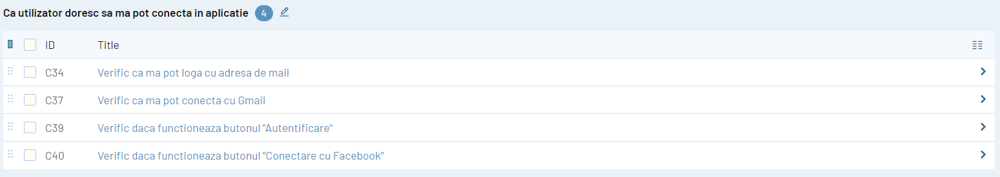 Ca utilizator doresc sa ma pot conecta in aplicatie 4
ID Title
C34 Verific ca ma pot loga cu adresa de mail
C37 Verific ca ma pot conecta cu Gmail
C39 Verific daca functioneaza butonul "Autentificare"
C40 Verific daca functioneaza butonul "Conectare cu Facebook"